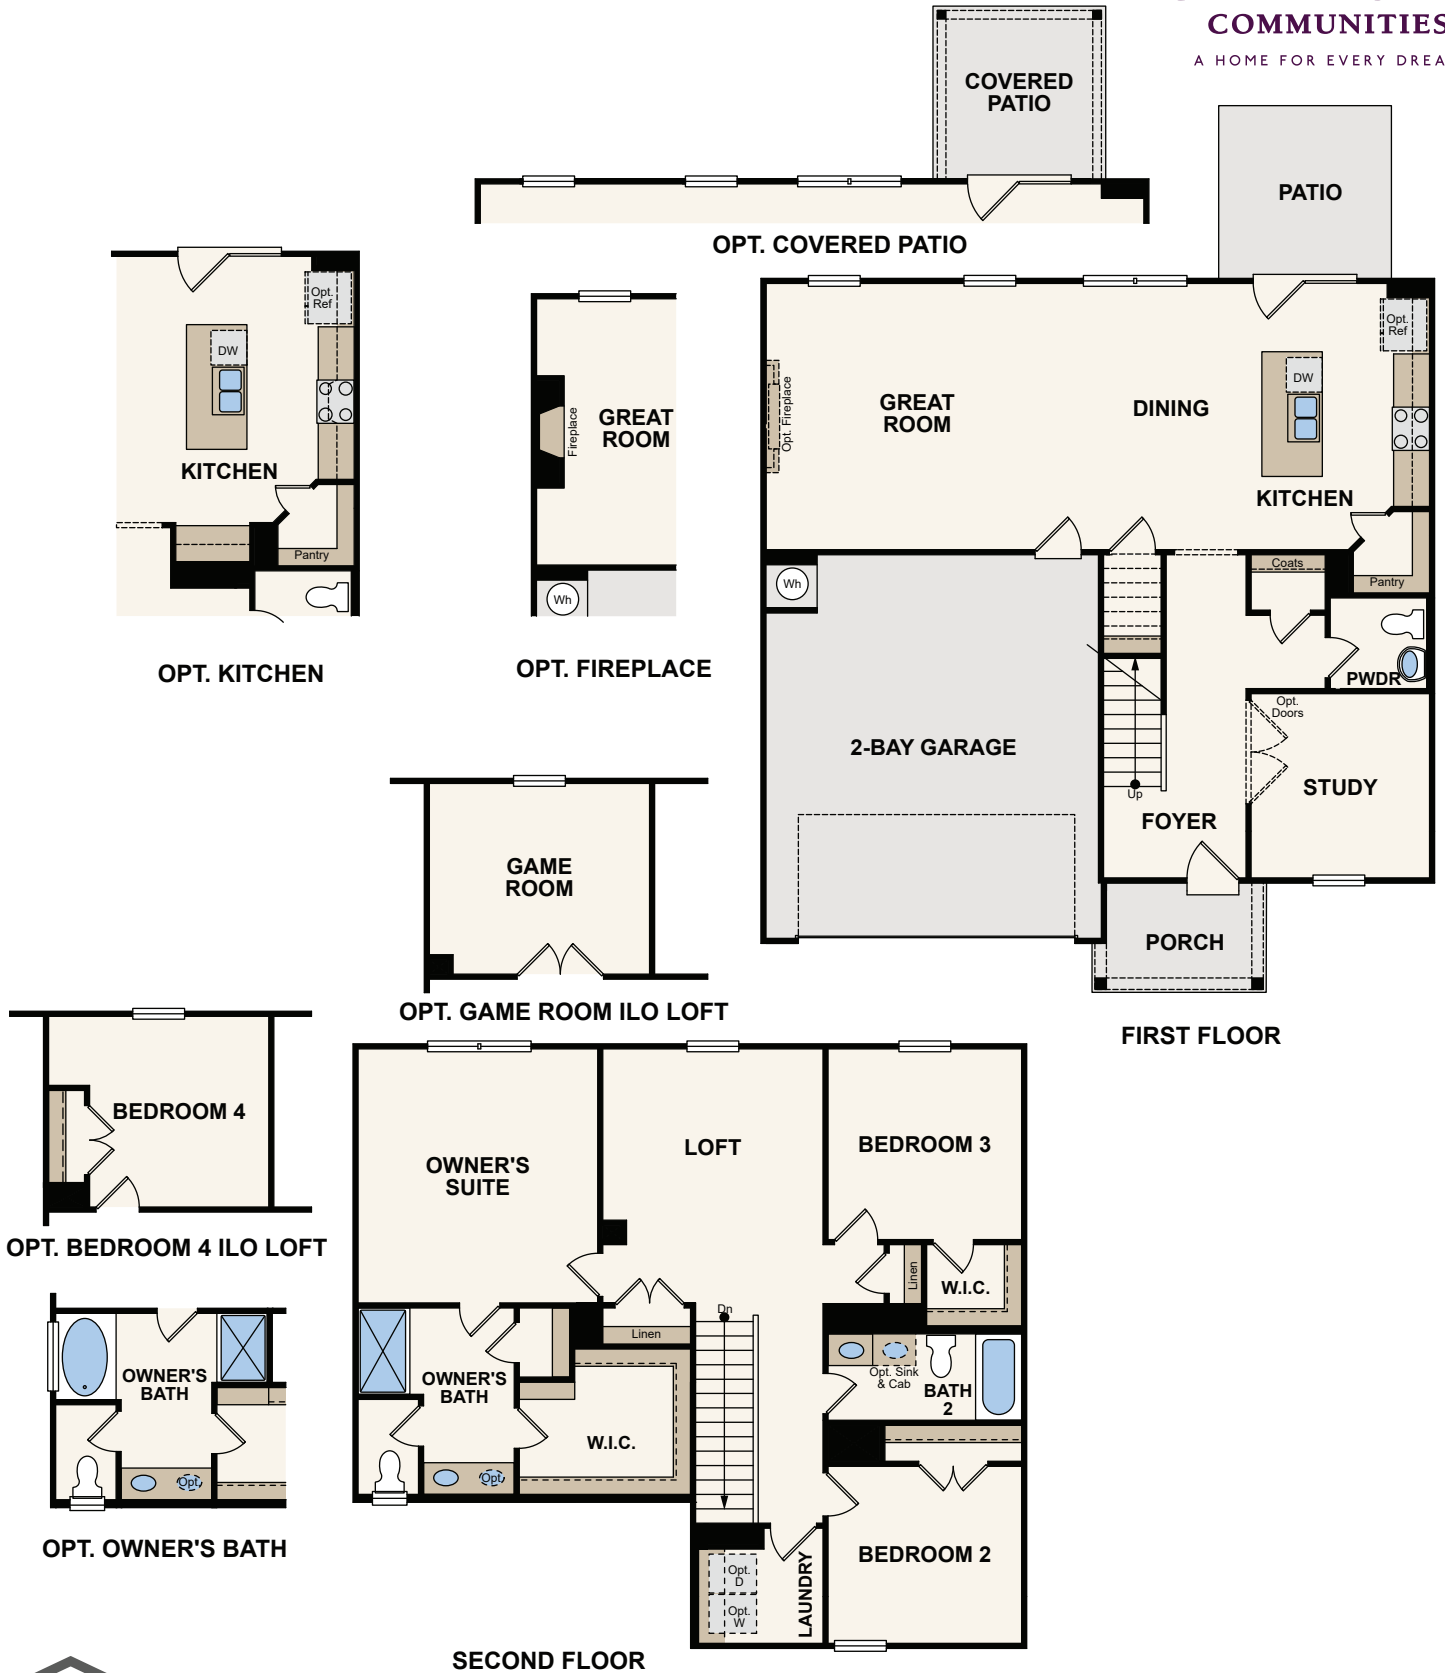 COMMUNITIES
A HOME FOR EVERY DREA
COVERED
PATIO
OPT. COVERED PATIO
PATIO
Opt.
Ref
DW
KITCHEN
Pantry
OPT. KITCHEN
GREAT
ROOM
Fireplace
Wh
OPT. FIREPLACE
Opt. Fireplace
GREAT
ROOM
DINING
Opt.
Ref
DW
KITCHEN
Wh
Coats
Pantry
PWDR
2-BAY GARAGE
Opt.
Doors
STUDY
Up
FOYER
PORCH
FIRST FLOOR
GAME
ROOM
OPT. GAME ROOM ILO LOFT
BEDROOM 4
OPT. BEDROOM 4 ILO LOFT
OWNER'S
BATH
Opt.
OPT. OWNER'S BATH
OWNER'S
SUITE
LOFT
BEDROOM 3
Linen
W.I.C.
Dn
Linen
OWNER'S
BATH
W.I.C.
Opt.
Opt. Sink
& Cab
BATH
2
BEDROOM 2
Opt.
D
Opt.
W
LAUNDRY
SECOND FLOOR